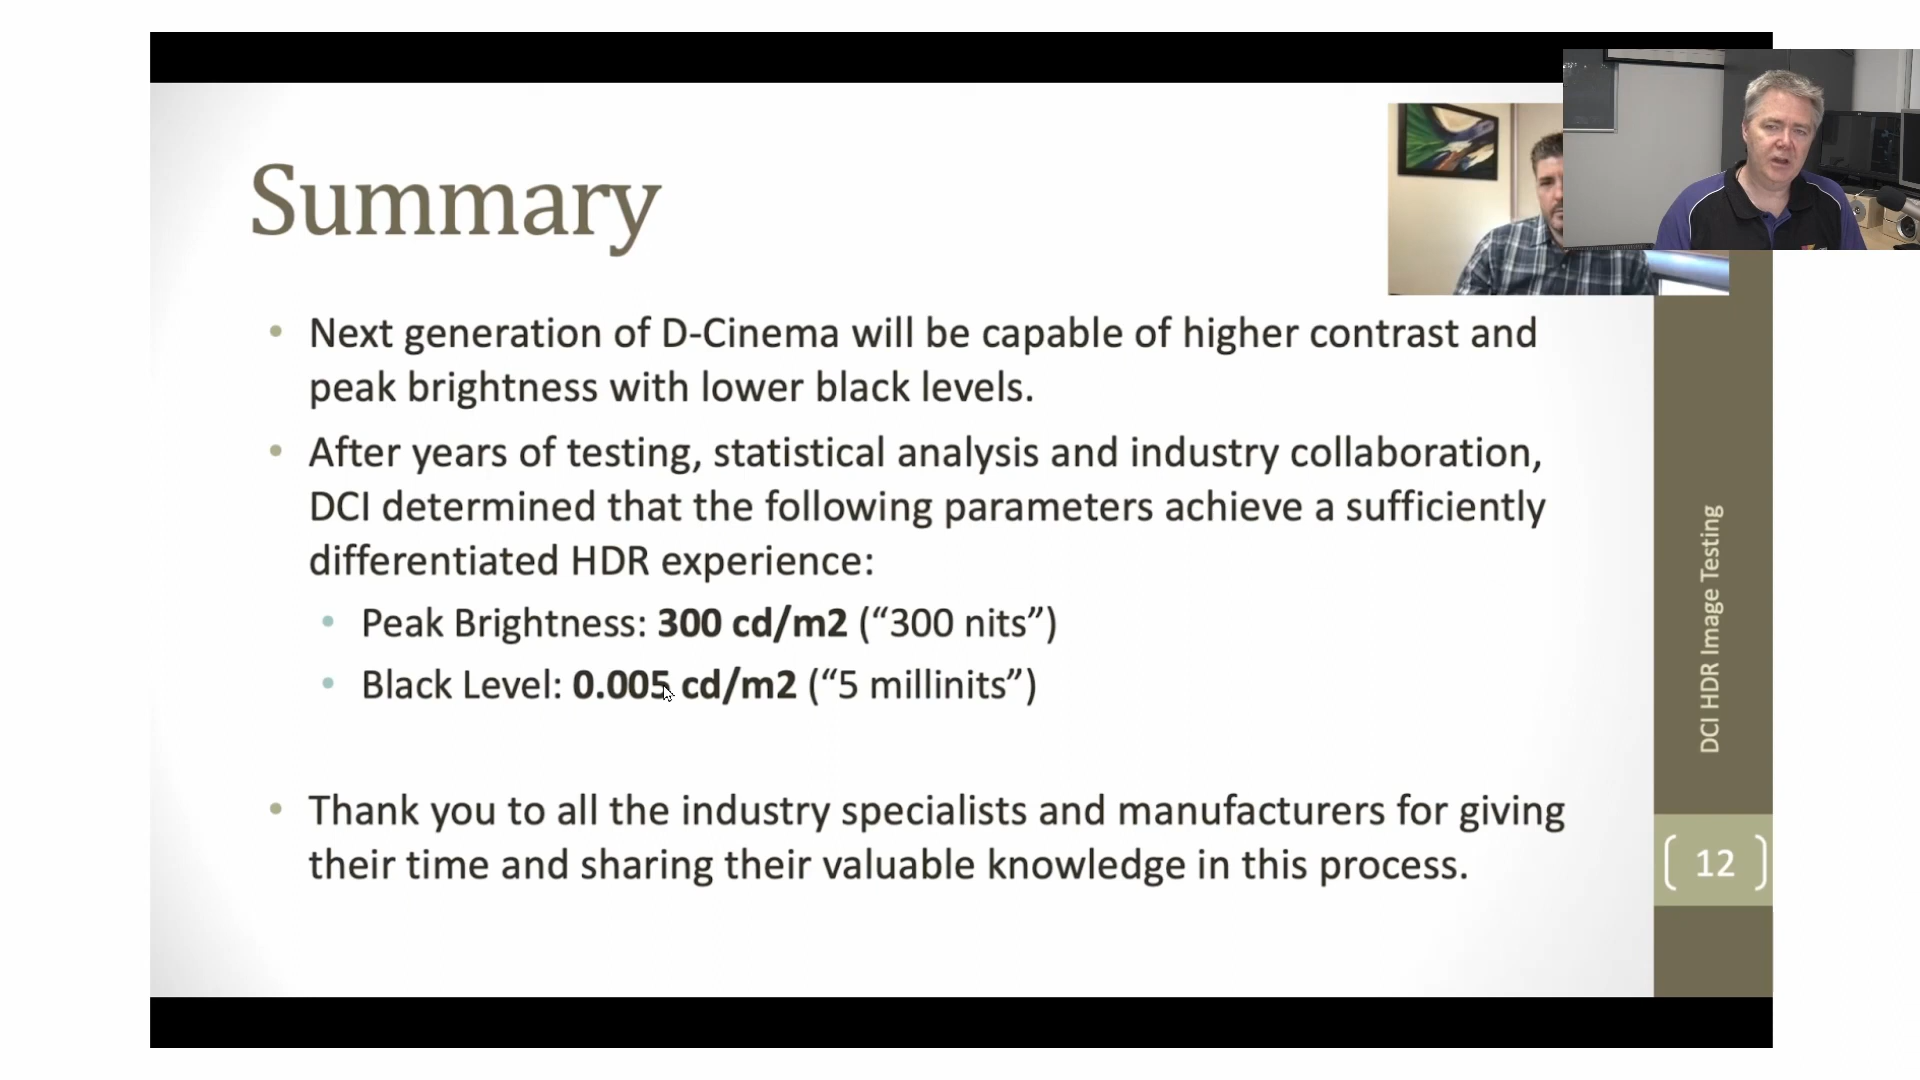 Summary
• Next generation of D-Cinema will be capable of higher contrast and
peak brightness with lower black levels.
• After years of testing, statistical analysis and industry collaboration,
DCI determined that the following parameters achieve a sufficiently
differentiated HDR experience:
• Peak Brightness: 300 cd/m2 (“300 nits”)
• Black Level: 0.005 cd/m2 (“5 millinits”)
• Thank you to all the industry specialists and manufacturers for giving
their time and sharing their valuable knowledge in this process.
DCI HDR Image Testing
12